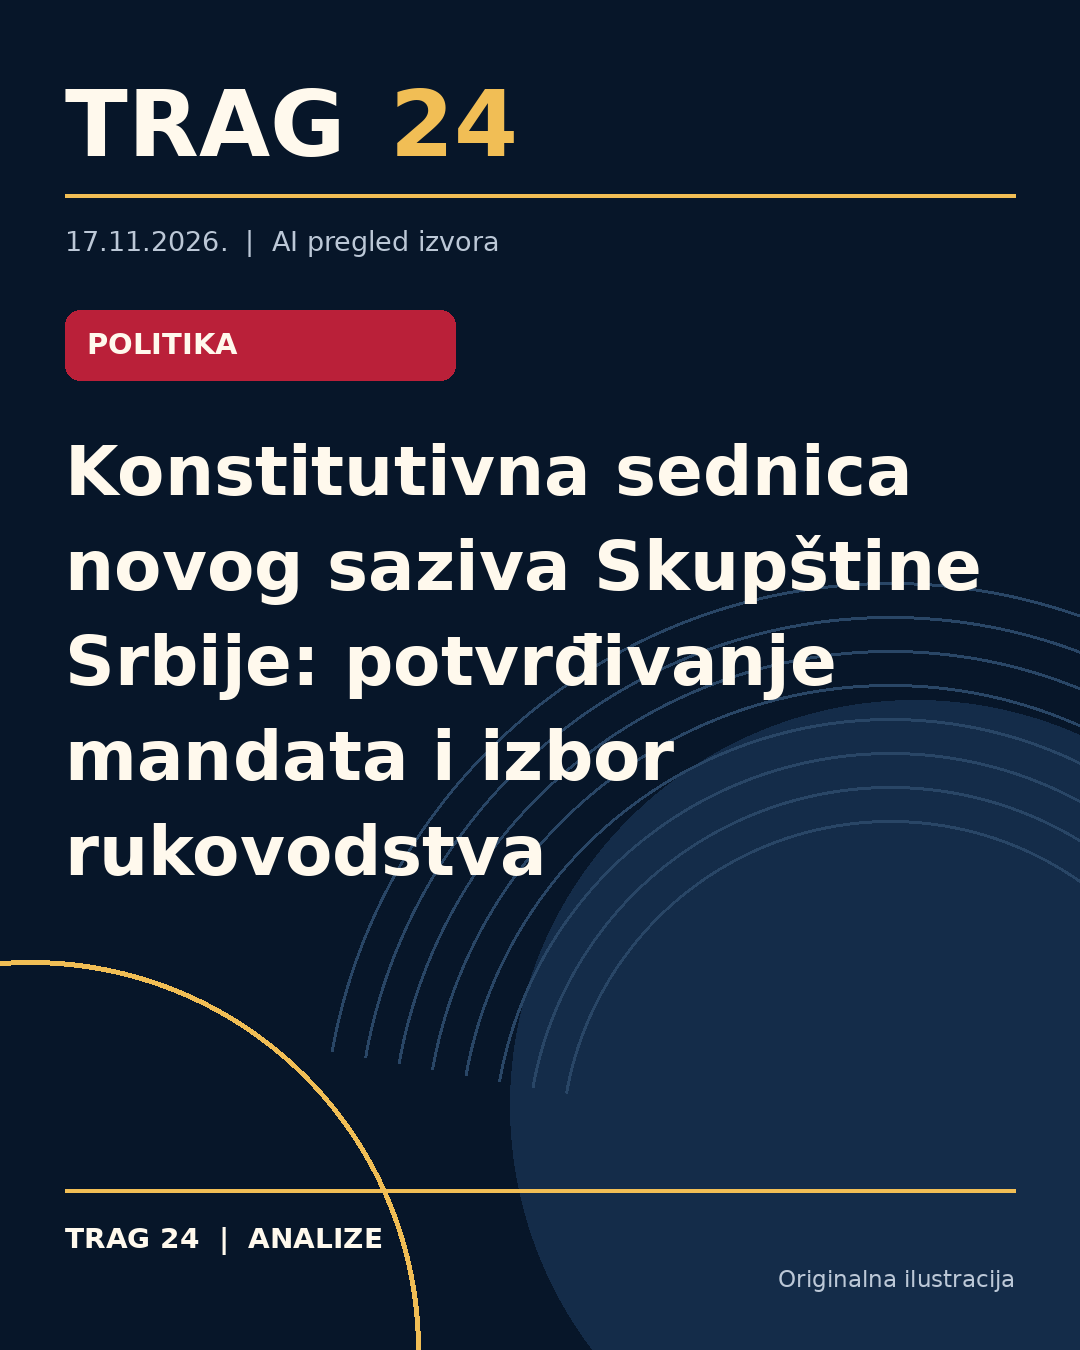 TRAG 24
17.11.2026. | AI pregled izvora
POLITIKA
Konstitutivna sednica
novog saziva Skupštine
Srbije: potvrđivanje
mandata i izbor
rukovodstva
TRAG 24 | ANALIZE
Originalna ilustracija